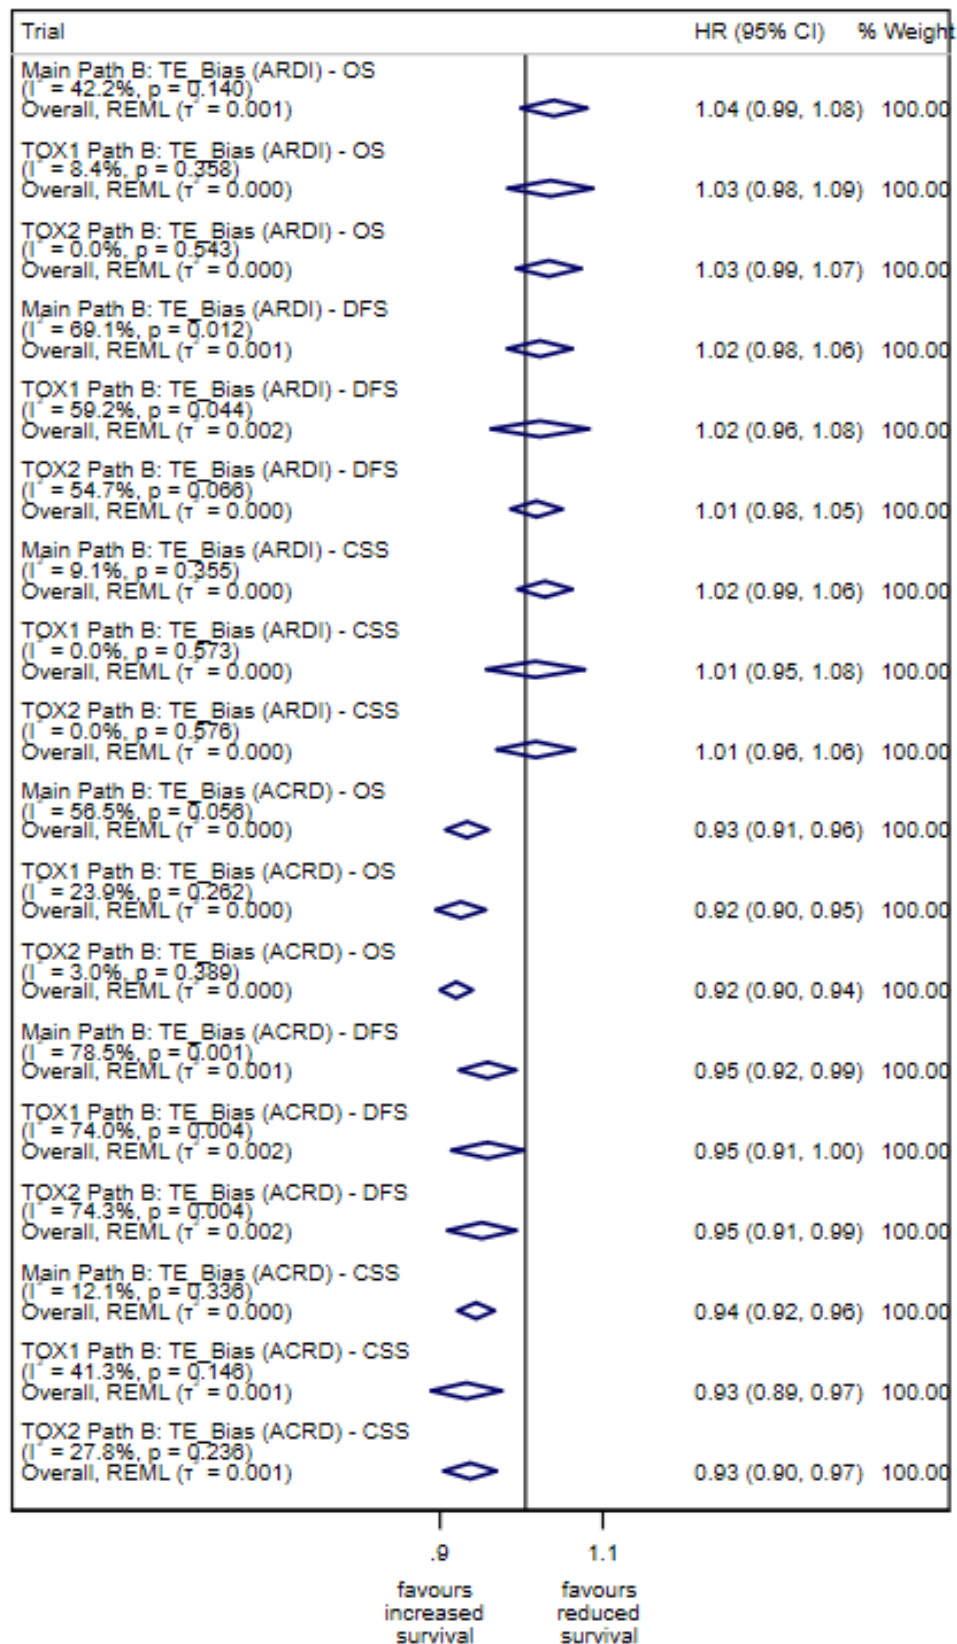 Trial HR (95% CI) % Weight
Main Path B: TE_Bias (ARDI) - OS
(I² = 42.2%, p = 0.140)
Overall, REML (τ² = 0.001) 1.04 (0.99, 1.08) 100.00
TOX1 Path B: TE_Bias (ARDI) - OS
(I² = 8.4%, p = 0.358)
Overall, REML (τ² = 0.000) 1.03 (0.98, 1.09) 100.00
TOX2 Path B: TE_Bias (ARDI) - OS
(I² = 0.0%, p = 0.543)
Overall, REML (τ² = 0.000) 1.03 (0.99, 1.07) 100.00
Main Path B: TE_Bias (ARDI) - DFS
(I² = 69.1%, p = 0.012)
Overall, REML (τ² = 0.001) 1.02 (0.98, 1.06) 100.00
TOX1 Path B: TE_Bias (ARDI) - DFS
(I² = 59.2%, p = 0.044)
Overall, REML (τ² = 0.002) 1.02 (0.96, 1.08) 100.00
TOX2 Path B: TE_Bias (ARDI) - DFS
(I² = 54.7%, p = 0.066)
Overall, REML (τ² = 0.000) 1.01 (0.98, 1.05) 100.00
Main Path B: TE_Bias (ARDI) - CSS
(I² = 9.1%, p = 0.355)
Overall, REML (τ² = 0.000) 1.02 (0.99, 1.06) 100.00
TOX1 Path B: TE_Bias (ARDI) - CSS
(I² = 0.0%, p = 0.573)
Overall, REML (τ² = 0.000) 1.01 (0.95, 1.08) 100.00
TOX2 Path B: TE_Bias (ARDI) - CSS
(I² = 0.0%, p = 0.576)
Overall, REML (τ² = 0.000) 1.01 (0.96, 1.06) 100.00
Main Path B: TE_Bias (ACRD) - OS
(I² = 56.5%, p = 0.056)
Overall, REML (τ² = 0.000) 0.93 (0.91, 0.96) 100.00
TOX1 Path B: TE_Bias (ACRD) - OS
(I² = 23.9%, p = 0.262)
Overall, REML (τ² = 0.000) 0.92 (0.90, 0.95) 100.00
TOX2 Path B: TE_Bias (ACRD) - OS
(I² = 3.0%, p = 0.389)
Overall, REML (τ² = 0.000) 0.92 (0.90, 0.94) 100.00
Main Path B: TE_Bias (ACRD) - DFS
(I² = 78.5%, p = 0.001)
Overall, REML (τ² = 0.001) 0.95 (0.92, 0.99) 100.00
TOX1 Path B: TE_Bias (ACRD) - DFS
(I² = 74.0%, p = 0.004)
Overall, REML (τ² = 0.002) 0.95 (0.91, 1.00) 100.00
TOX2 Path B: TE_Bias (ACRD) - DFS
(I² = 74.3%, p = 0.004)
Overall, REML (τ² = 0.002) 0.95 (0.91, 0.99) 100.00
Main Path B: TE_Bias (ACRD) - CSS
(I² = 12.1%, p = 0.336)
Overall, REML (τ² = 0.000) 0.94 (0.92, 0.96) 100.00
TOX1 Path B: TE_Bias (ACRD) - CSS
(I² = 41.3%, p = 0.146)
Overall, REML (τ² = 0.001) 0.93 (0.89, 0.97) 100.00
TOX2 Path B: TE_Bias (ACRD) - CSS
(I² = 27.8%, p = 0.236)
Overall, REML (τ² = 0.001) 0.93 (0.90, 0.97) 100.00
.9 1.1
favours favours
increased reduced
survival survival